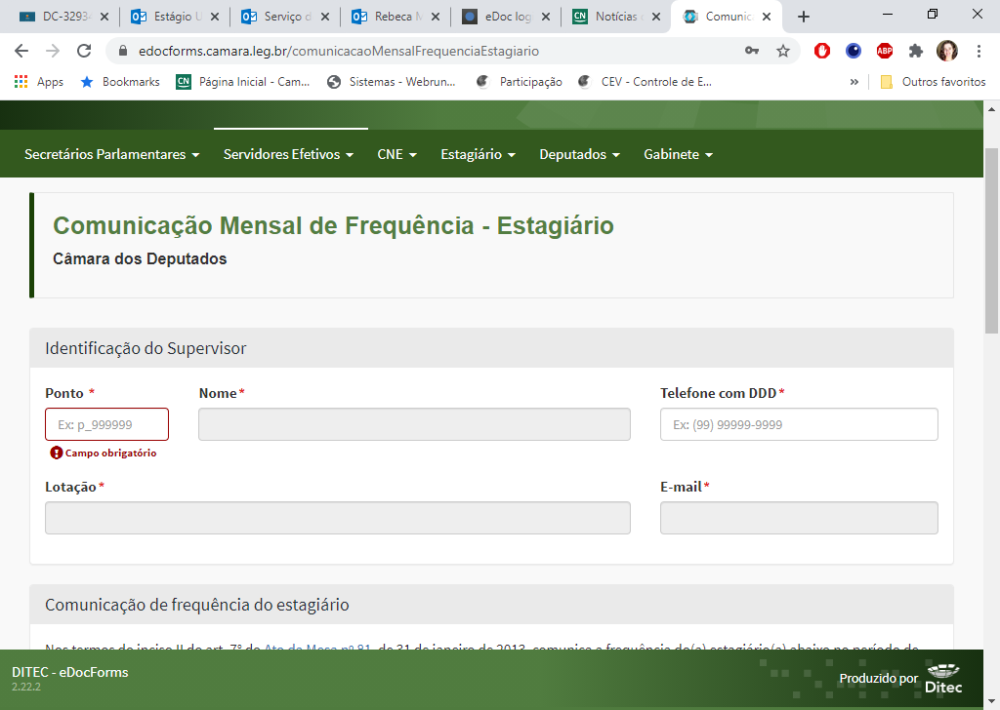 DC-3293
Estágio U
Serviço d
Rebeca M
eDoc log
CN Notícias
Comunic
edocforms.camara.leg.br/comunicacaoMensalFrequenciaEstagiario
ABP
Apps
Bookmarks
CN Página Inicial - Cam...
Sistemas - Webrun...
Participação
CEV - Controle de E...
»
Outros favoritos
Secretários Parlamentares
Servidores Efetivos
CNE
Estagiário
Deputados
Gabinete
Comunicação Mensal de Frequência - Estagiário
Câmara dos Deputados
Identificação do Supervisor
Ponto *
Nome*
Telefone com DDD*
Ex: p_999999
Ex: (99) 99999-9999
Campo obrigatório
Lotação*
E-mail*
Comunicação de frequência do estagiário
Nos termos do inciso II do art. 7º do Ato da Mesa nº 81, de 31 de janeiro de 2013, comunica a frequência do(a) estagiário(a) abaixo no período de
DITEC - eDocForms
2.22.2
Produzido por
Ditec